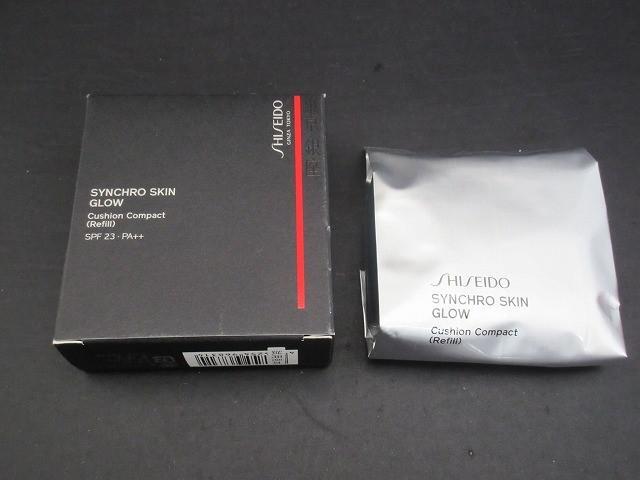 SHISEIDO
GINZA TOKYO
SYNCHRO SKIN
GLOW
Cushion Compact
(Refill)
SPF 23 · PA++
SHISEIDO
SYNCHRO SKIN
GLOW
Cushion Compact
(Refill)